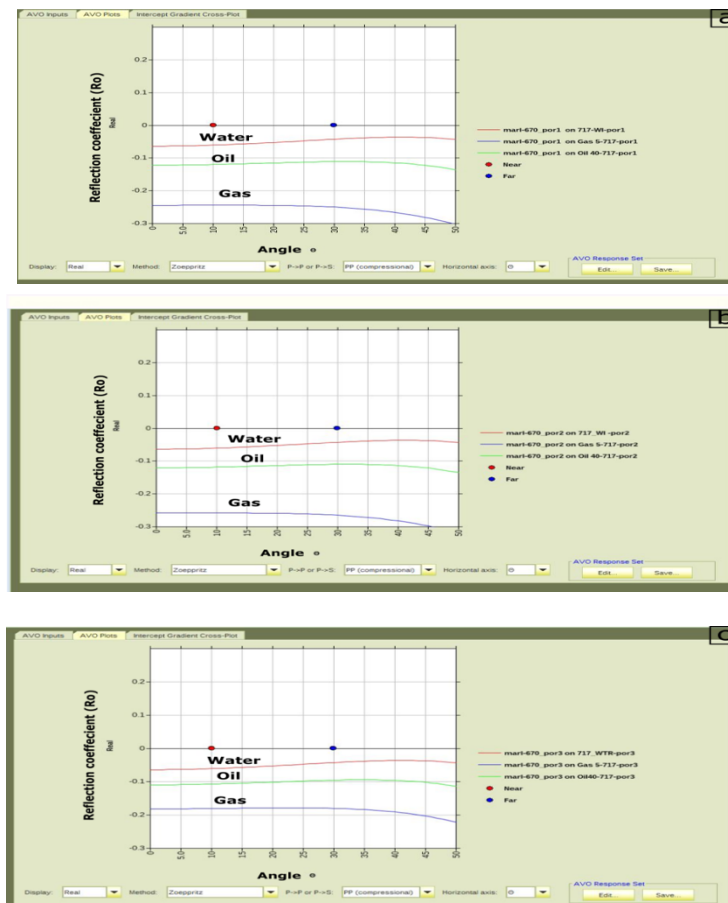 a
AVO Inputs AVO Plots Intercept Gradient Cross-Plot
Reflection coeffecient (Ro)
Real
0.2
0.1
0
-0.1
-0.2
-0.3
Water
Oil
Gas
0 5.0 10 15 20 25 30 35 40 45 50
Angle o
marl-670_por1 on 717-WI-por1
marl-670_por1 on Gas 5-717-por1
marl-670_por1 on Oil 40-717-por1
Near
Far
Display: Real Method: Zoeppritz P->P or P->S: PP (compressional) Horizontal axis: Θ
AVO Response Set
Edit... Save...
b
AVO Inputs AVO Plots Intercept Gradient Cross-Plot
Reflection coeffecient (Ro)
Real
0.2
0.1
0
-0.1
-0.2
-0.3
Water
Oil
Gas
0 5.0 10 15 20 25 30 35 40 45 50
Angle o
marl-670_por2 on 717_WI -por2
marl-670_por2 on Gas 5-717-por2
marl-670_por2 on Oil 40-717-por2
Near
Far
Display: Real Method: Zoeppritz P->P or P->S: PP (compressional) Horizontal axis: Θ
AVO Response Set
Edit... Save...
AVO Inputs AVO Plots Intercept Gradient Cross-Plot
Reflection coeffecient (Ro)
Real
0.2
0.1
0
-0.1
-0.2
-0.3
Water
Oil
Gas
0 5.0 10 15 20 25 30 35 40 45 50
Angle o
marl-670_por3 on 717_WTR-por3
marl-670_por3 on Gas 5-717-por3
marl-670_por3 on Oil40-717-por3
Near
Far
Display: Real Method: Zoeppritz P->P or P->S: PP (compressional) Horizontal axis: Θ
AVO Response Set
Edit... Save...